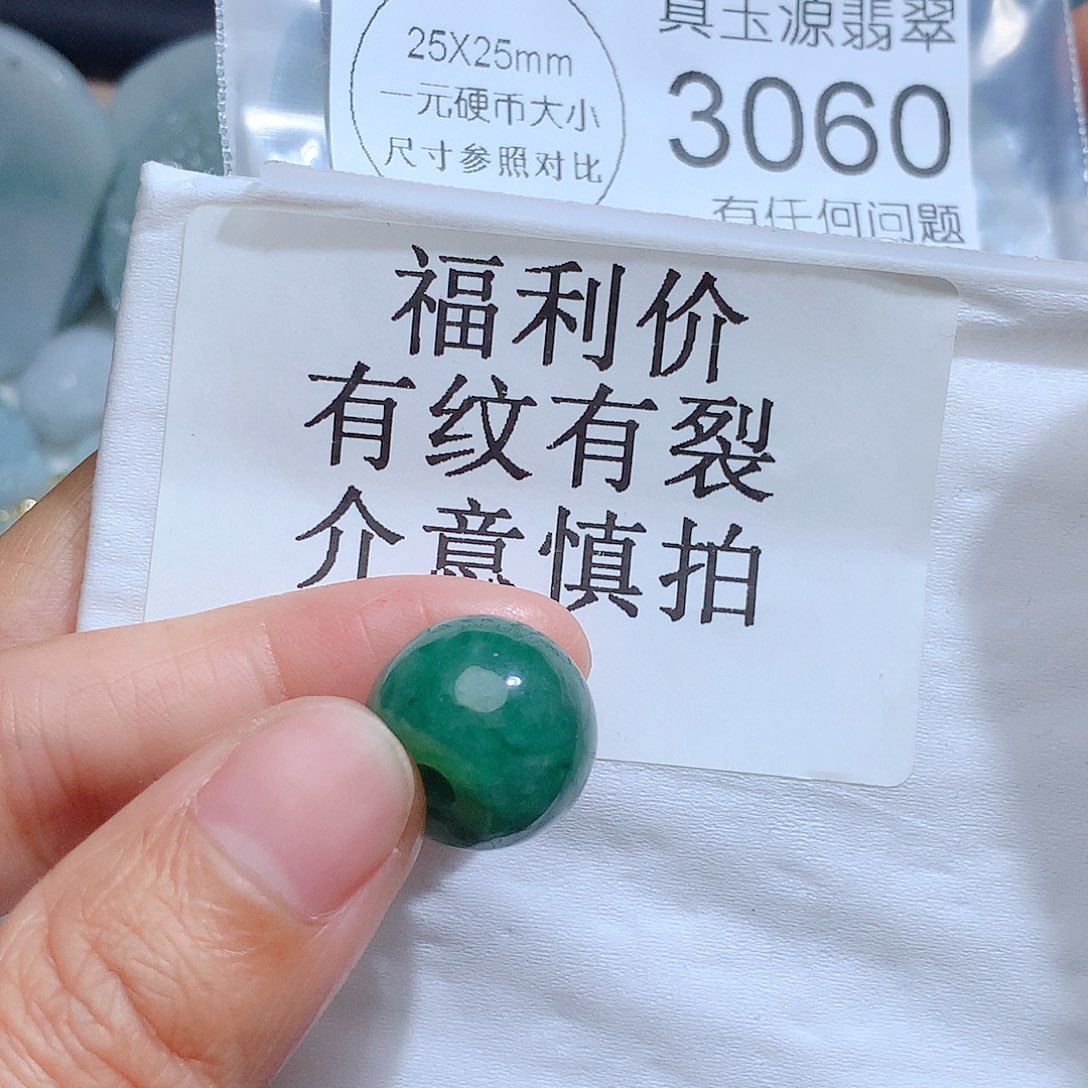 25X25mm
一元硬币大小
尺寸参照对比
真玉源翡翠
3060
有任何问题
福利价
有纹有裂
介意慎拍